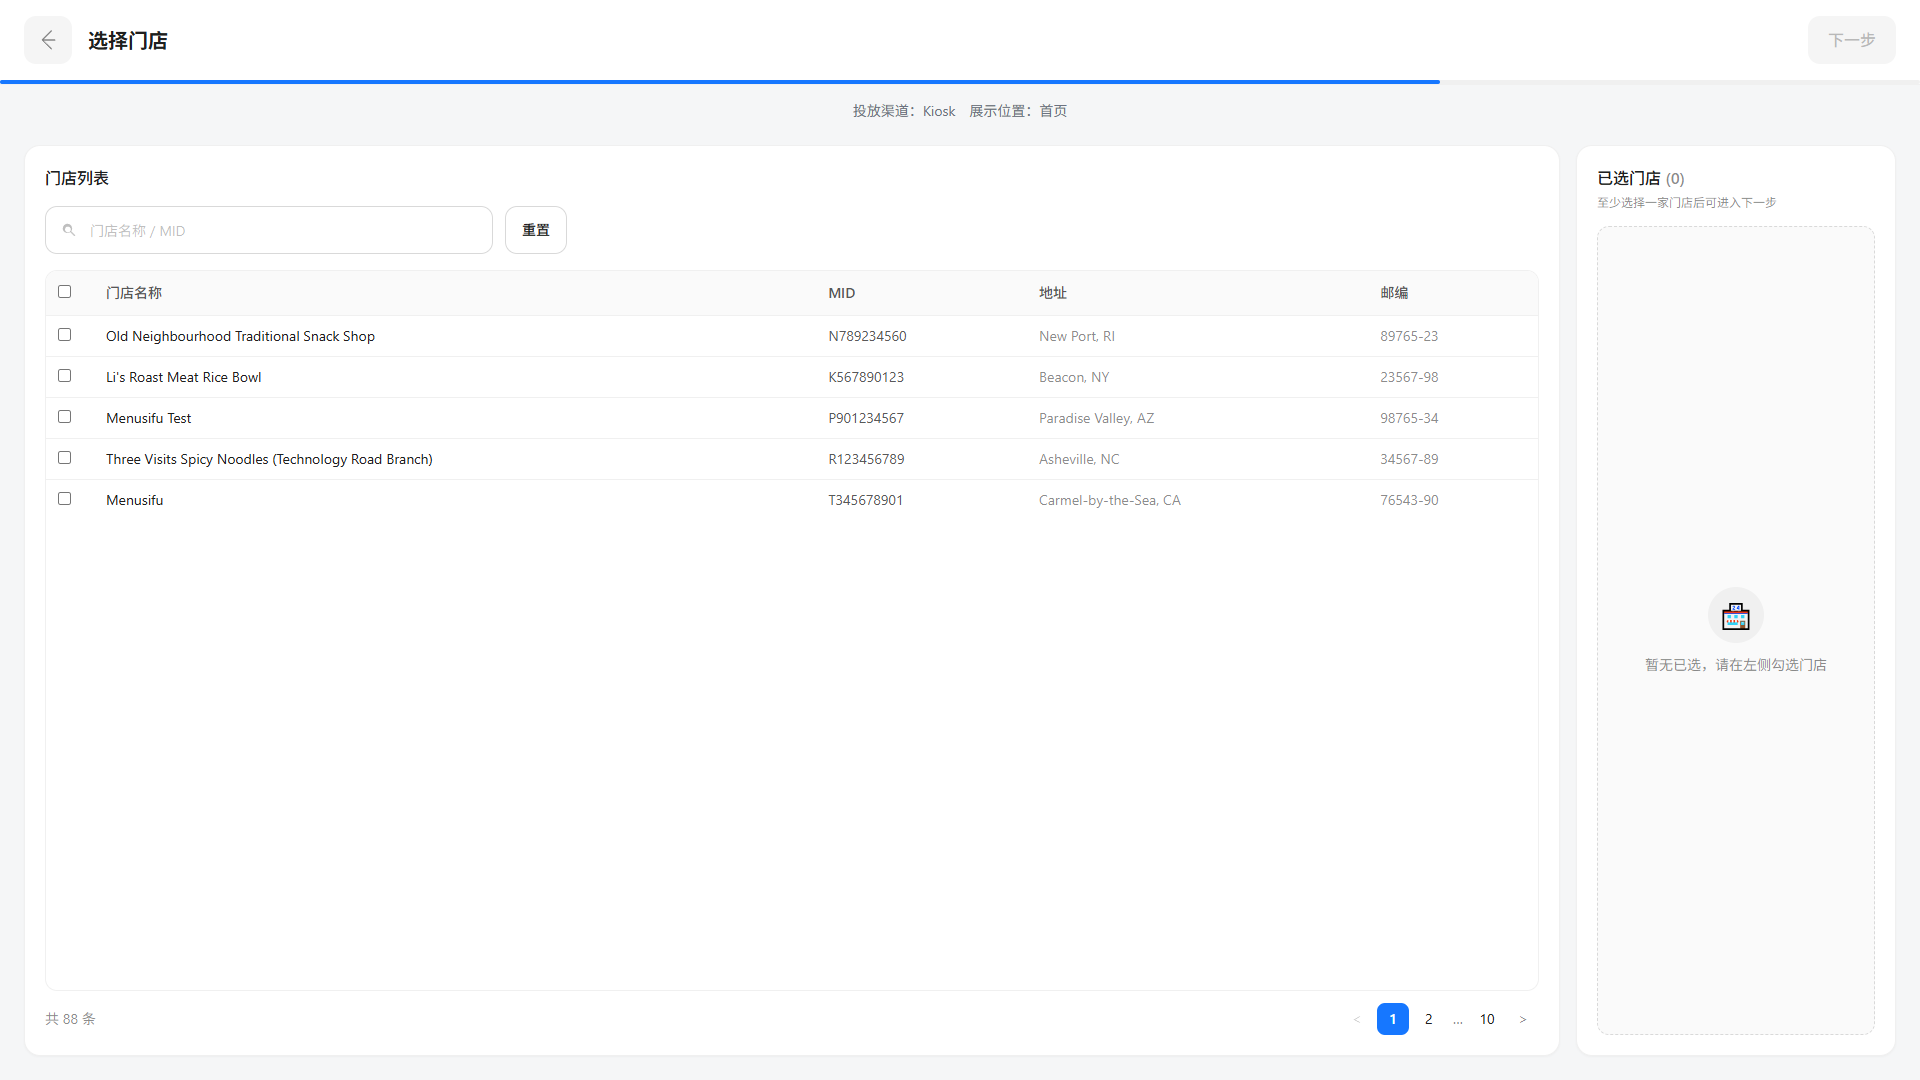 选择门店
下一步
投放渠道：Kiosk 展示位置：首页
门店列表
门店名称 / MID
重置
门店名称 MID 地址 邮编
Old Neighbourhood Traditional Snack Shop N789234560 New Port, RI 89765-23
Li's Roast Meat Rice Bowl K567890123 Beacon, NY 23567-98
Menusifu Test P901234567 Paradise Valley, AZ 98765-34
Three Visits Spicy Noodles (Technology Road Branch) R123456789 Asheville, NC 34567-89
Menusifu T345678901 Carmel-by-the-Sea, CA 76543-90
共 88 条
< 1 2 ... 10 >
已选门店 (0)
至少选择一家门店后可进入下一步
24
暂无已选，请在左侧勾选门店